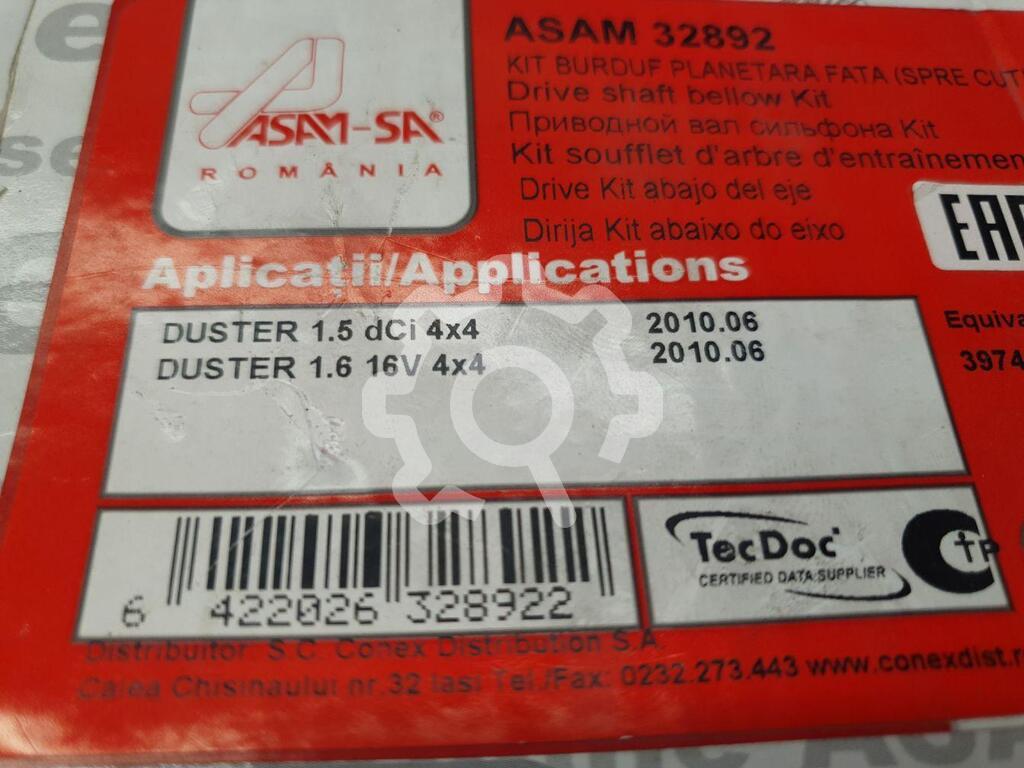 ASAM 32892
KIT BURDUF PLANETARA FATA (SPRE CUT
Drive shaft bellow Kit
Приводной вал сильфона Kit
Kit soufflet d'arbre d'entraînemen
Drive Kit abajo del eje
Dirija Kit abaixo do eixo
ASAM-SA®
ROMÂNIA
EAC
Aplicații/Applications
DUSTER 1.5 dCi 4x4 2010.06
DUSTER 1.6 16V 4x4 2010.06
Equiva
3974
6 422026 328922
TecDoc
CERTIFIED DATA SUPPLIER
Distribuitor: S.C. Conex Distribution S.A.
Calea Chisinaului nr.32 Iasi Tel./Fax: 0232.273.443 www.conexdist.r